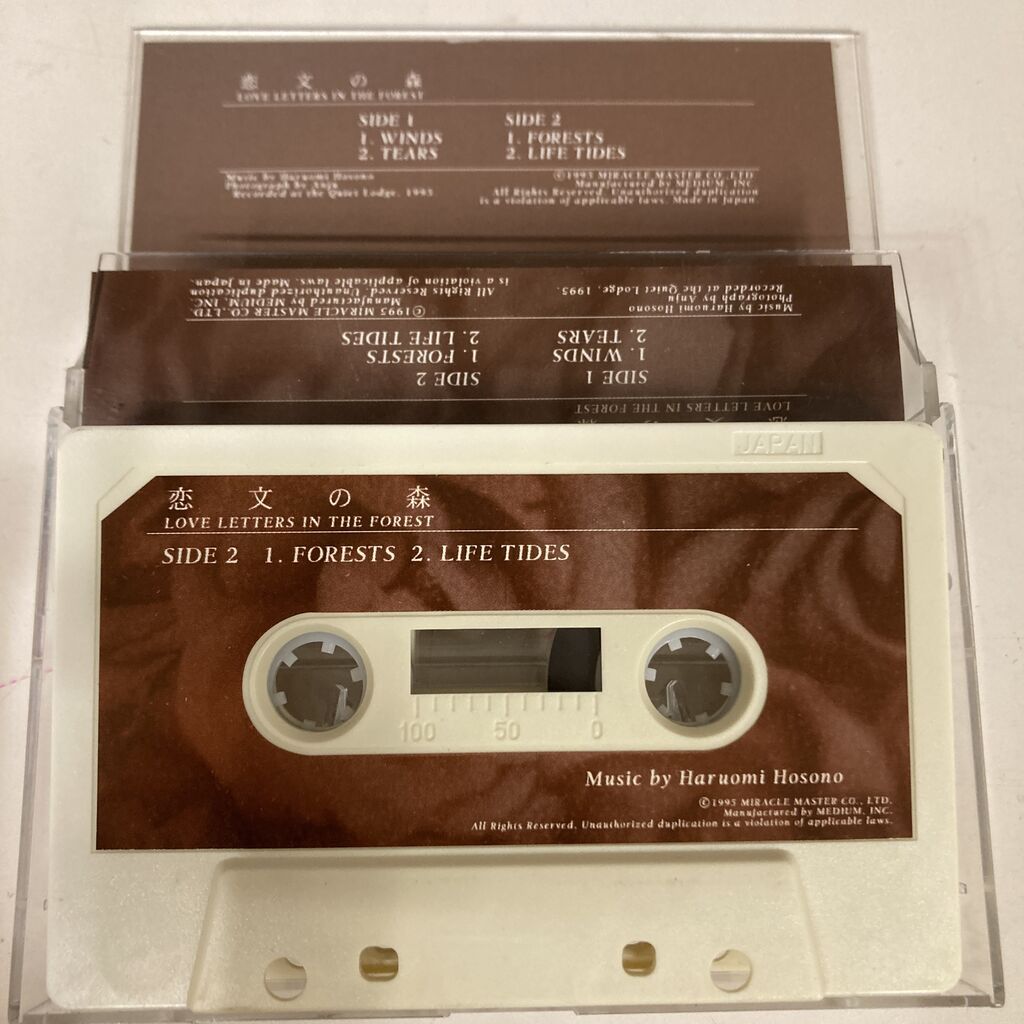 恋 文 の 森
LOVE LETTERS IN THE FOREST
SIDE 1
1. WINDS
2. TEARS
SIDE 2
1. FORESTS
2. LIFE TIDES
Music by Haruomi Hosono
Photograph by Anju
Recorded at the Quiet Lodge, 1995
©1995 MIRACLE MASTER CO., LTD
Manufactured by MEDIUM, INC.
All Rights Reserved. Unauthorized duplication
is a violation of applicable laws. Made in Japan.
恋 文 の 森
LOVE LETTERS IN THE FOREST
SIDE 1
1. WINDS
2. TEARS
SIDE 2
1. FORESTS
2. LIFE TIDES
Music by Haruomi Hosono
Photograph by Anju
Recorded at the Quiet Lodge, 1995.
©1995 MIRACLE MASTER CO., LTD.
Manufactured by MEDIUM, INC.
All Rights Reserved. Unauthorized duplication
is a violation of applicable laws. Made in Japan.
JAPAN
恋 文 の 森
LOVE LETTERS IN THE FOREST
SIDE 2 1. FORESTS 2. LIFE TIDES
100 50 0
Music by Haruomi Hosono
©1995 MIRACLE MASTER CO., LTD.
Manufactured by MEDIUM, INC.
All Rights Reserved. Unauthorized duplication is a violation of applicable laws.